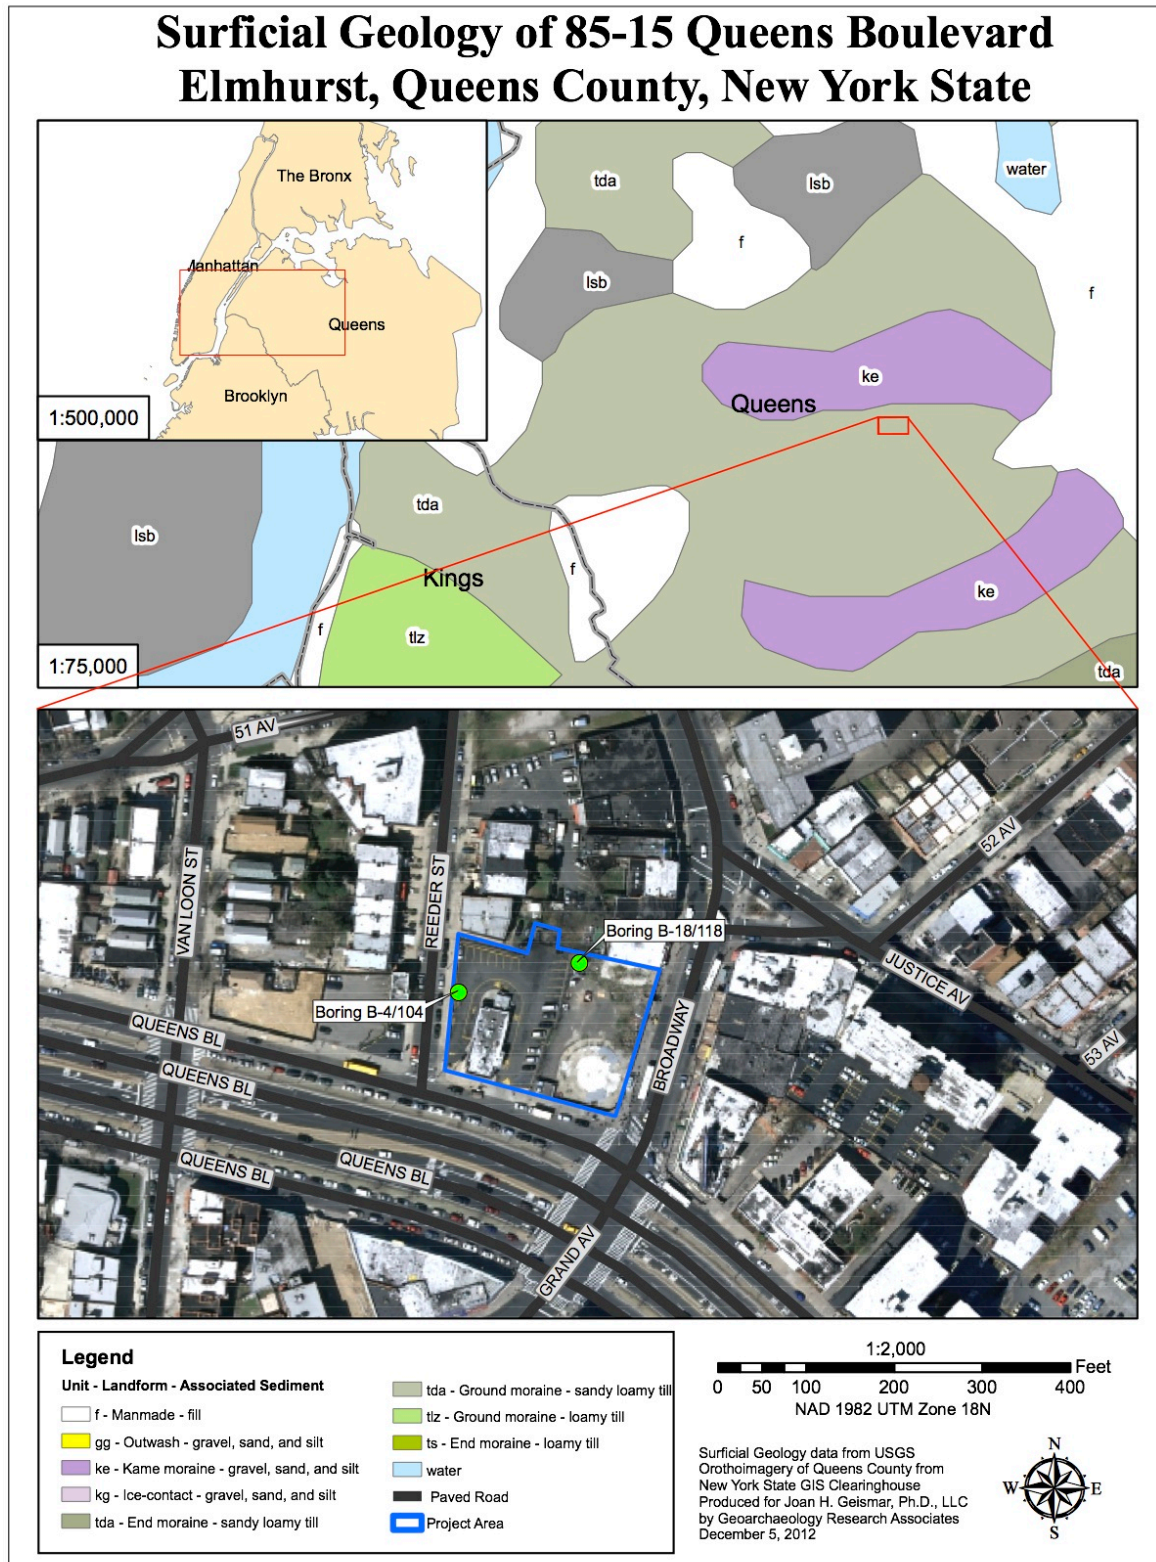 Surficial Geology of 85-15 Queens Boulevard
Elmhurst, Queens County, New York State
The Bronx
Manhattan
Queens
Brooklyn
1:500,000
tda
lsb
water
f
lsb
f
ke
Queens
tda
lsb
f
Kings
ke
f
tlz
tda
1:75,000
51 AV
VAN LOON ST
REEDER ST
52 AV
Boring B-18/118
Boring B-4/104
JUSTICE AV
BROADWAY
53 AV
QUEENS BL
QUEENS BL
QUEENS BL
QUEENS BL
GRAND AV
Legend
Unit - Landform - Associated Sediment
f - Manmade - fill
gg - Outwash - gravel, sand, and silt
ke - Kame moraine - gravel, sand, and silt
kg - Ice-contact - gravel, sand, and silt
tda - End moraine - sandy loamy till
tda - Ground moraine - sandy loamy till
tlz - Ground moraine - loamy till
ts - End moraine - loamy till
water
Paved Road
Project Area
1:2,000
Feet
0 50 100 200 300 400
NAD 1982 UTM Zone 18N
Surficial Geology data from USGS
Orothoimagery of Queens County from
New York State GIS Clearinghouse
Produced for Joan H. Geismar, Ph.D., LLC
by Geoarchaeology Research Associates
December 5, 2012
N
W
E
S